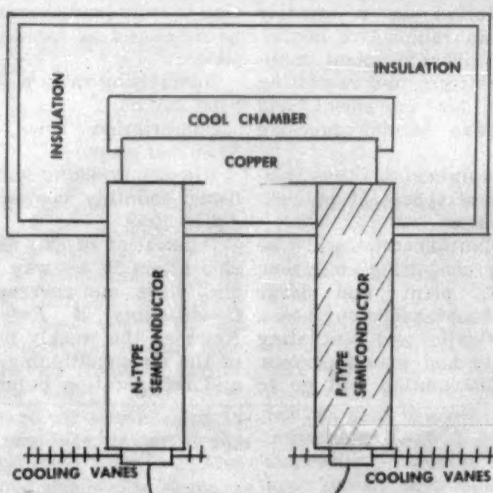 INSULATION
INSULATION
COOL CHAMBER
COPPER
N-TYPE
SEMICONDUCTOR
P-TYPE
SEMICONDUCTOR
COOLING VANES
COOLING VANES